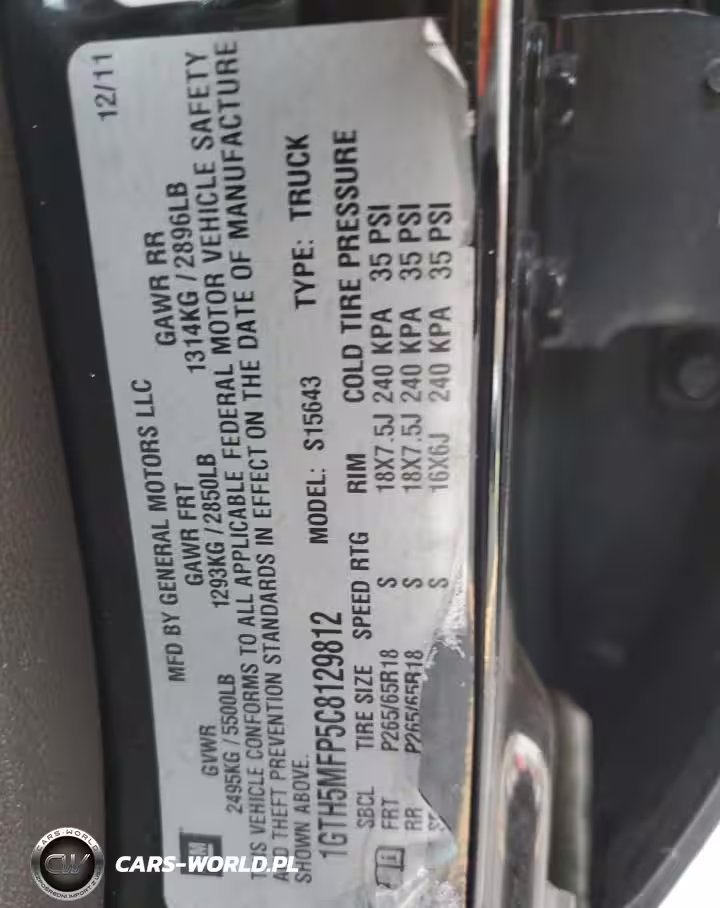 MFD BY GENERAL MOTORS LLC 12/11
GVWR GAWR FRT GAWR RR
2495KG / 5500LB 1293KG / 2850LB 1314KG / 2896LB
THIS VEHICLE CONFORMS TO ALL APPLICABLE FEDERAL MOTOR VEHICLE SAFETY
AND THEFT PREVENTION STANDARDS IN EFFECT ON THE DATE OF MANUFACTURE
SHOWN ABOVE.
1GTH5MFP5C8129812 MODEL: S15643 TYPE: TRUCK
SBCL TIRE SIZE SPEED RTG RIM COLD TIRE PRESSURE
FRT P265/65R18 S 18X7.5J 240 KPA 35 PSI
RR P265/65R18 S 18X7.5J 240 KPA 35 PSI
S 16X6J 240 KPA 35 PSI
GM
CARS-WORLD
CW
CARS-WORLD.PL